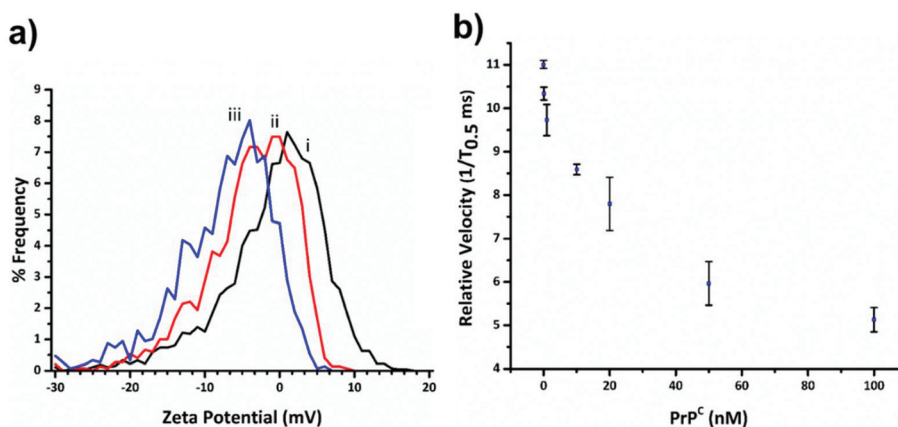 a)
% Frequency
9
8
7
6
5
4
3
2
1
0
iii
ii
i
-30 -20 -10 0 10 20
Zeta Potential (mV)
b)
Relative Velocity (1/T0.5 ms)
11
10
9
8
7
6
5
4
0 20 40 60 80 100
PrPᶜ (nM)